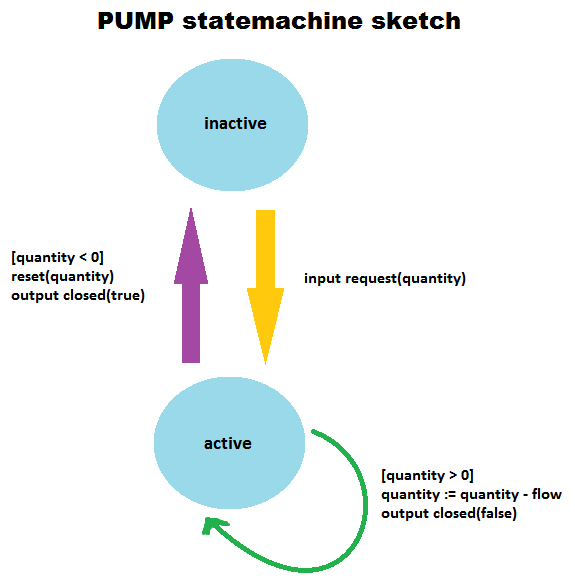 PUMP statemachine sketch
inactive
[quantity < 0]
reset(quantity)
output closed(true)
input request(quantity)
active
[quantity > 0]
quantity := quantity - flow
output closed(false)